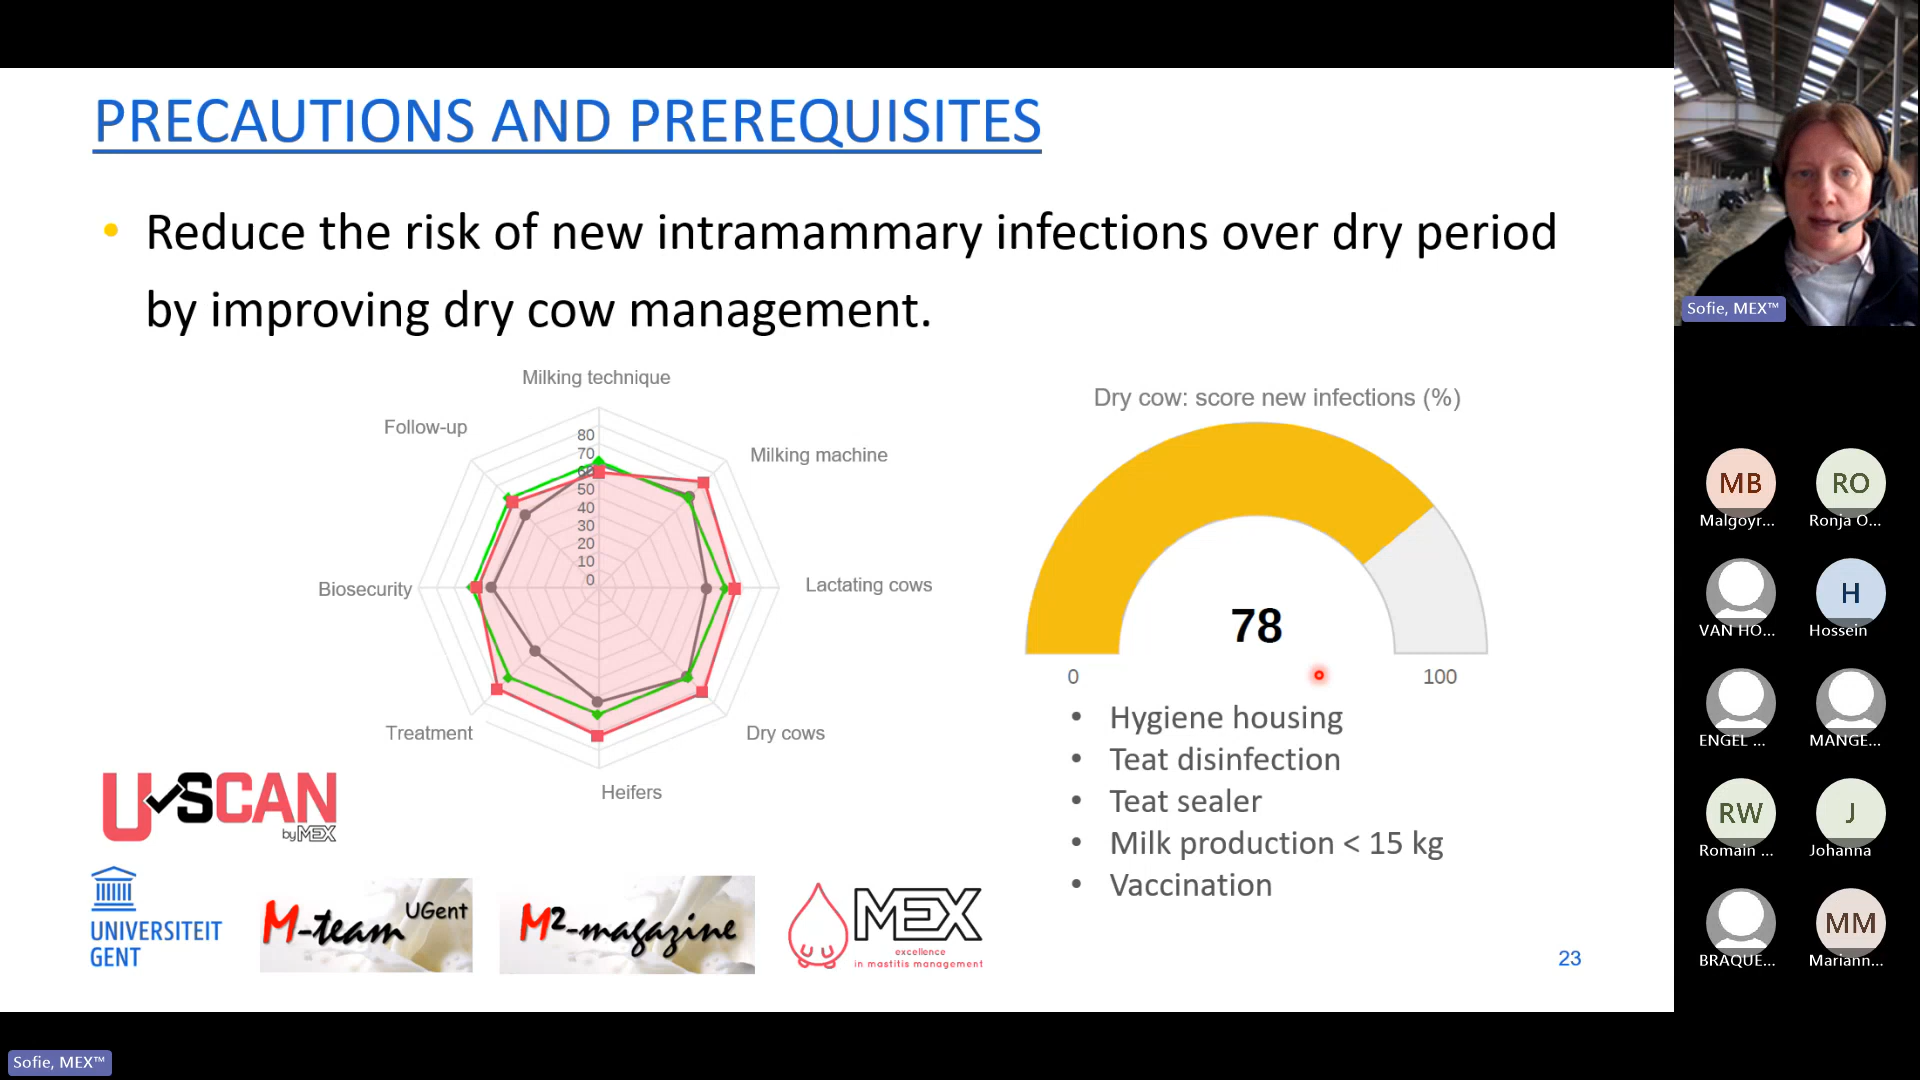 PRECAUTIONS AND PREREQUISITES
• Reduce the risk of new intramammary infections over dry period
by improving dry cow management.
Milking technique
Follow-up
Milking machine
80
70
60
50
40
30
20
10
0
Biosecurity
Lactating cows
Treatment
Dry cows
Heifers
Dry cow: score new infections (%)
78
0
100
• Hygiene housing
• Teat disinfection
• Teat sealer
• Milk production < 15 kg
• Vaccination
U SCAN
by MEX
UNIVERSITEIT
GENT
M-team UGent
M²-magazine
MEX
excellence
in mastitis management
23
Sofie, MEX™
MB
Malgoyr...
RO
Ronja O...
VAN HO...
H
Hossein
ENGEL ...
MANGE...
RW
Romain ...
J
Johanna
BRAQUE...
MM
Mariann...
Sofie, MEX™